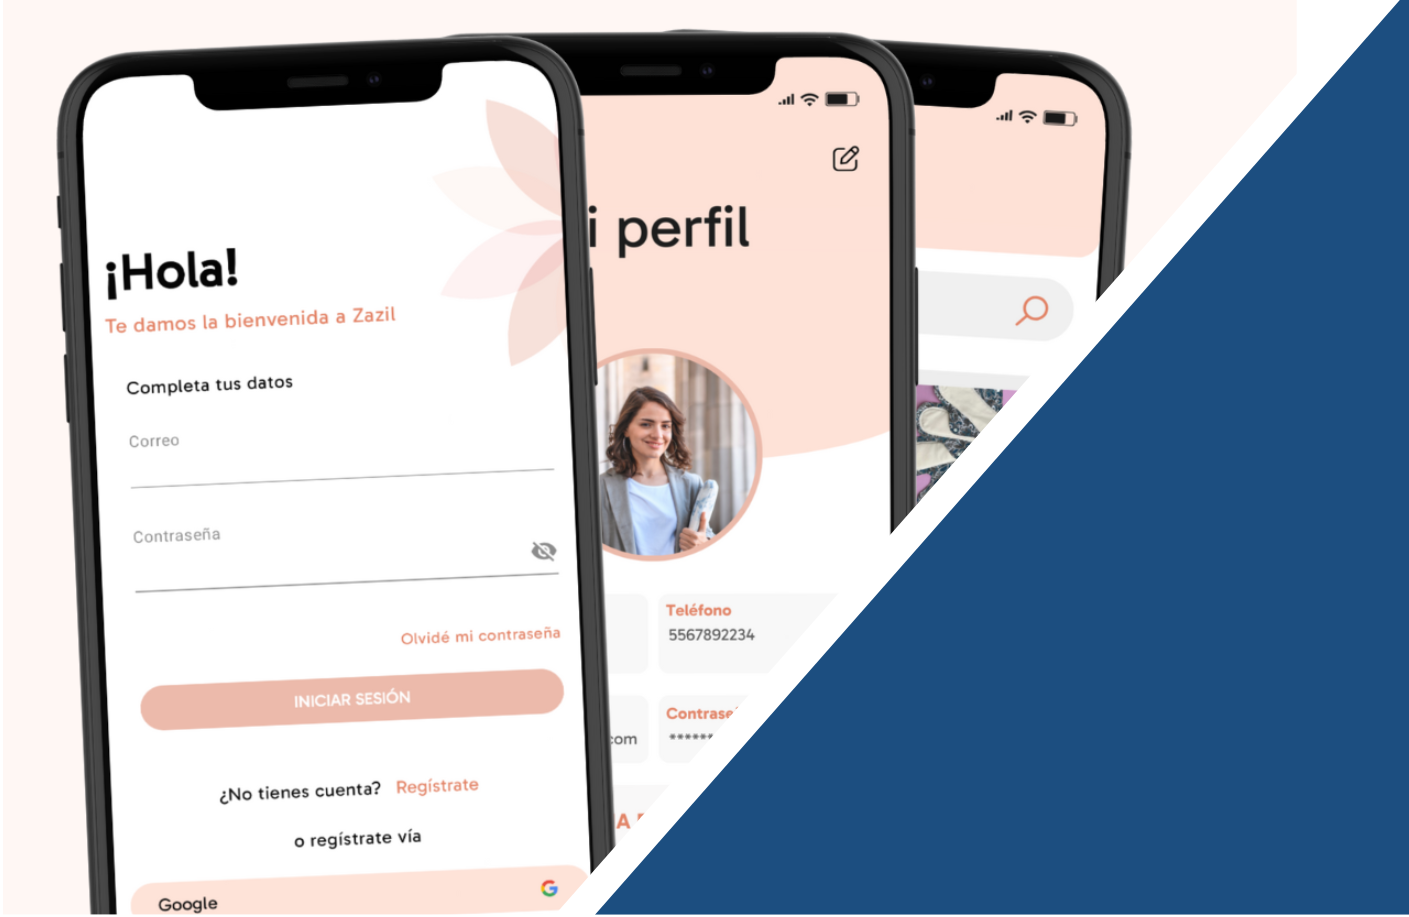 ¡Hola!
Te damos la bienvenida a Zazil
Completa tus datos
Correo
Contraseña
Olvidé mi contraseña
INICIAR SESIÓN
¿No tienes cuenta? Regístrate
o regístrate vía
Google
i perfil
Teléfono
5567892234
Contrase
com
*****
A